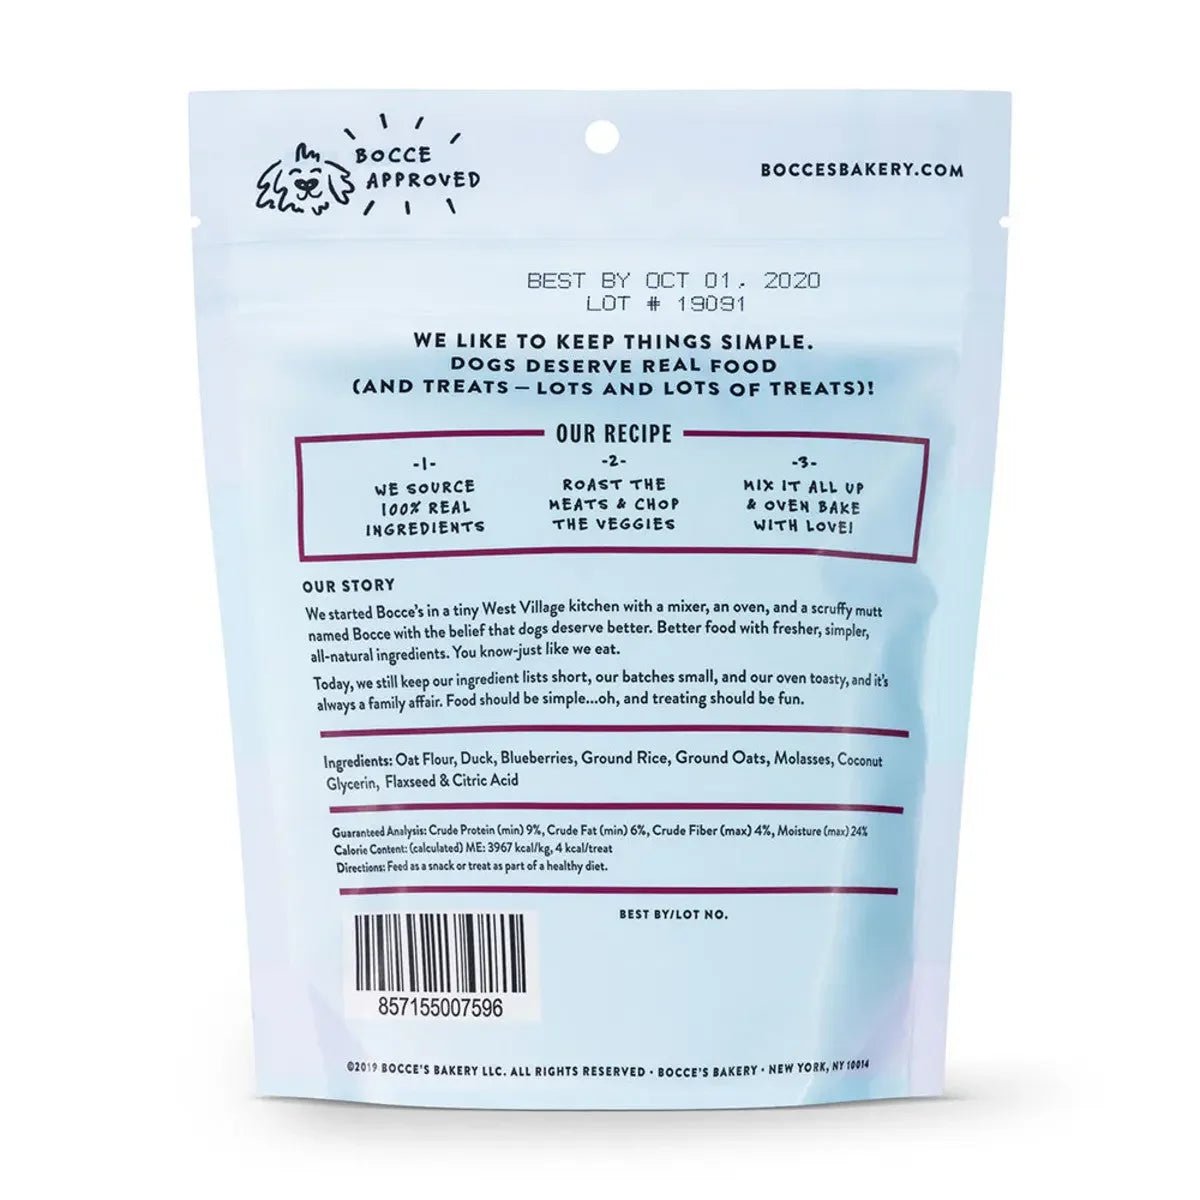 BOCCE
APPROVED
BOCCESBAKERY.COM
BEST BY OCT 01, 2020
LOT # 19091
WE LIKE TO KEEP THINGS SIMPLE.
DOGS DESERVE REAL FOOD
(AND TREATS – LOTS AND LOTS OF TREATS)!
OUR RECIPE
-1-
WE SOURCE
100% REAL
INGREDIENTS
-2-
ROAST THE
MEATS & CHOP
THE VEGGIES
-3-
MIX IT ALL UP
& OVEN BAKE
WITH LOVE!
OUR STORY
We started Bocce's in a tiny West Village kitchen with a mixer, an oven, and a scruffy mutt
named Bocce with the belief that dogs deserve better. Better food with fresher, simpler,
all-natural ingredients. You know-just like we eat.
Today, we still keep our ingredient lists short, our batches small, and our oven toasty, and it's
always a family affair. Food should be simple...oh, and treating should be fun.
Ingredients: Oat Flour, Duck, Blueberries, Ground Rice, Ground Oats, Molasses, Coconut
Glycerin, Flaxseed & Citric Acid
Guaranteed Analysis: Crude Protein (min) 9%, Crude Fat (min) 6%, Crude Fiber (max) 4%, Moisture (max) 24%
Calorie Content: (calculated) ME: 3967 kcal/kg, 4 kcal/treat
Directions: Feed as a snack or treat as part of a healthy diet.
BEST BY/LOT NO.
857155007596
©2019 BOCCE'S BAKERY LLC. ALL RIGHTS RESERVED · BOCCE'S BAKERY · NEW YORK, NY 10014